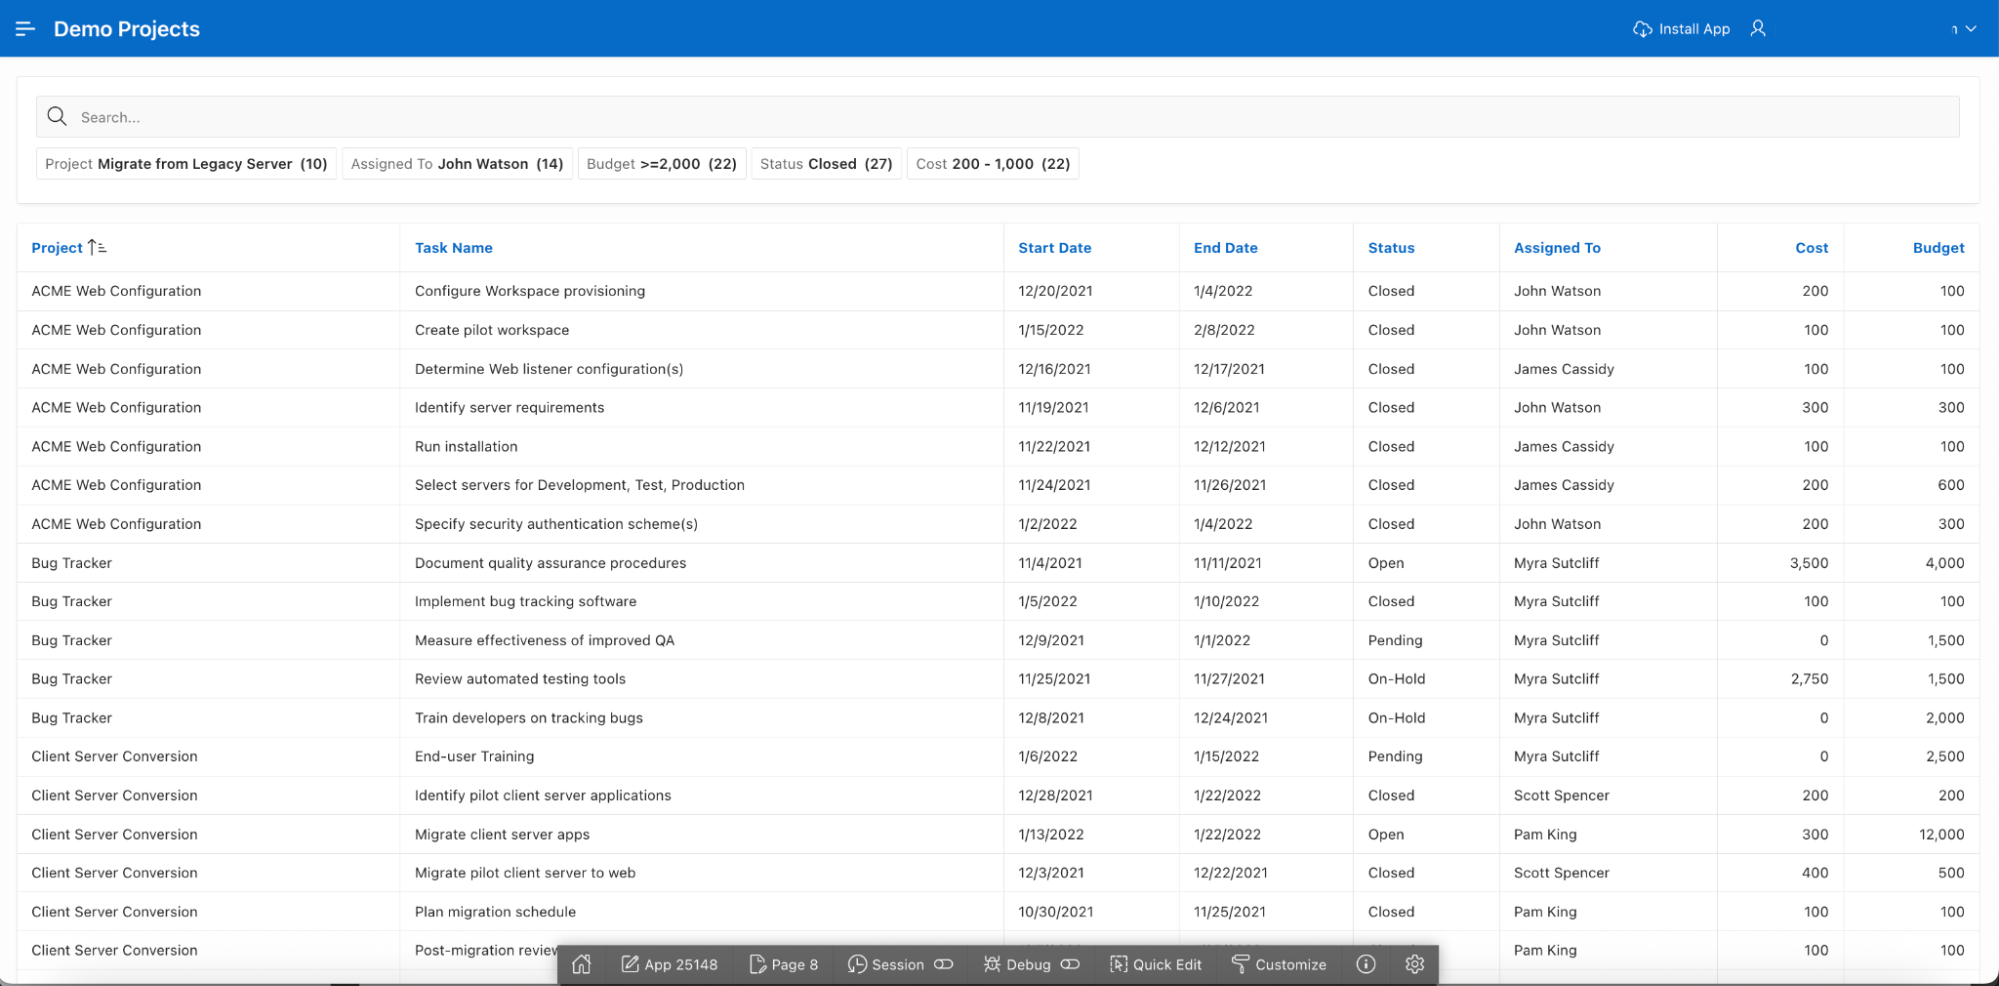 Demo Projects Install App n
Search...
Project Migrate from Legacy Server (10) Assigned To John Watson (14) Budget >=2,000 (22) Status Closed (27) Cost 200 - 1,000 (22)
Project Task Name Start Date End Date Status Assigned To Cost Budget
ACME Web Configuration Configure Workspace provisioning 12/20/2021 1/4/2022 Closed John Watson 200 100
ACME Web Configuration Create pilot workspace 1/15/2022 2/8/2022 Closed John Watson 100 100
ACME Web Configuration Determine Web listener configuration(s) 12/16/2021 12/17/2021 Closed James Cassidy 100 100
ACME Web Configuration Identify server requirements 11/19/2021 12/6/2021 Closed John Watson 300 300
ACME Web Configuration Run installation 11/22/2021 12/12/2021 Closed James Cassidy 100 100
ACME Web Configuration Select servers for Development, Test, Production 11/24/2021 11/26/2021 Closed James Cassidy 200 600
ACME Web Configuration Specify security authentication scheme(s) 1/2/2022 1/4/2022 Closed John Watson 200 300
Bug Tracker Document quality assurance procedures 11/4/2021 11/11/2021 Open Myra Sutcliff 3,500 4,000
Bug Tracker Implement bug tracking software 1/5/2022 1/10/2022 Closed Myra Sutcliff 100 100
Bug Tracker Measure effectiveness of improved QA 12/9/2021 1/1/2022 Pending Myra Sutcliff 0 1,500
Bug Tracker Review automated testing tools 11/25/2021 11/27/2021 On-Hold Myra Sutcliff 2,750 1,500
Bug Tracker Train developers on tracking bugs 12/8/2021 12/24/2021 On-Hold Myra Sutcliff 0 2,000
Client Server Conversion End-user Training 1/6/2022 1/15/2022 Pending Myra Sutcliff 0 2,500
Client Server Conversion Identify pilot client server applications 12/28/2021 1/22/2022 Closed Scott Spencer 200 200
Client Server Conversion Migrate client server apps 1/13/2022 1/22/2022 Open Pam King 300 12,000
Client Server Conversion Migrate pilot client server to web 12/3/2021 12/22/2021 Closed Scott Spencer 400 500
Client Server Conversion Plan migration schedule 10/30/2021 11/25/2021 Closed Pam King 100 100
Client Server Conversion Post-migration review Pam King 100 100
App 25148 Page 8 Session Debug Quick Edit Customize